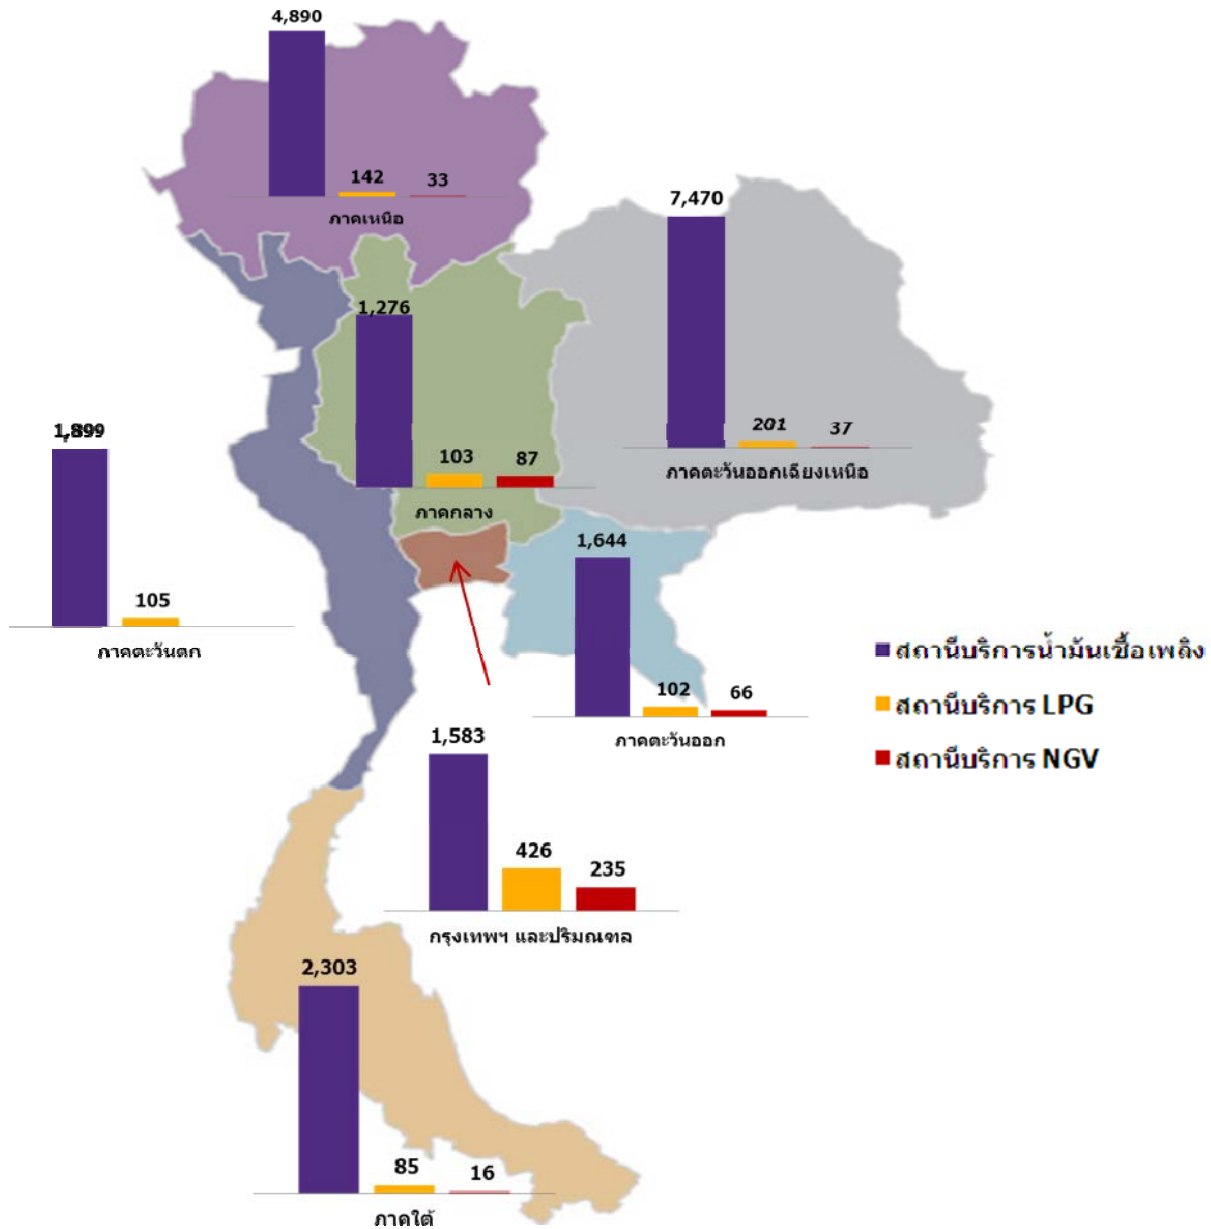 4,890
142
33
ภาคเหนือ
7,470
201
37
ภาคตะวันออกเฉียงเหนือ
1,276
103
87
ภาคกลาง
1,899
105
ภาคตะวันตก
1,644
102
66
ภาคตะวันออก
สถานีบริการน้ำมันเชื้อเพลิง
สถานีบริการ LPG
สถานีบริการ NGV
1,583
426
235
กรุงเทพฯ และปริมณฑล
2,303
85
16
ภาคใต้